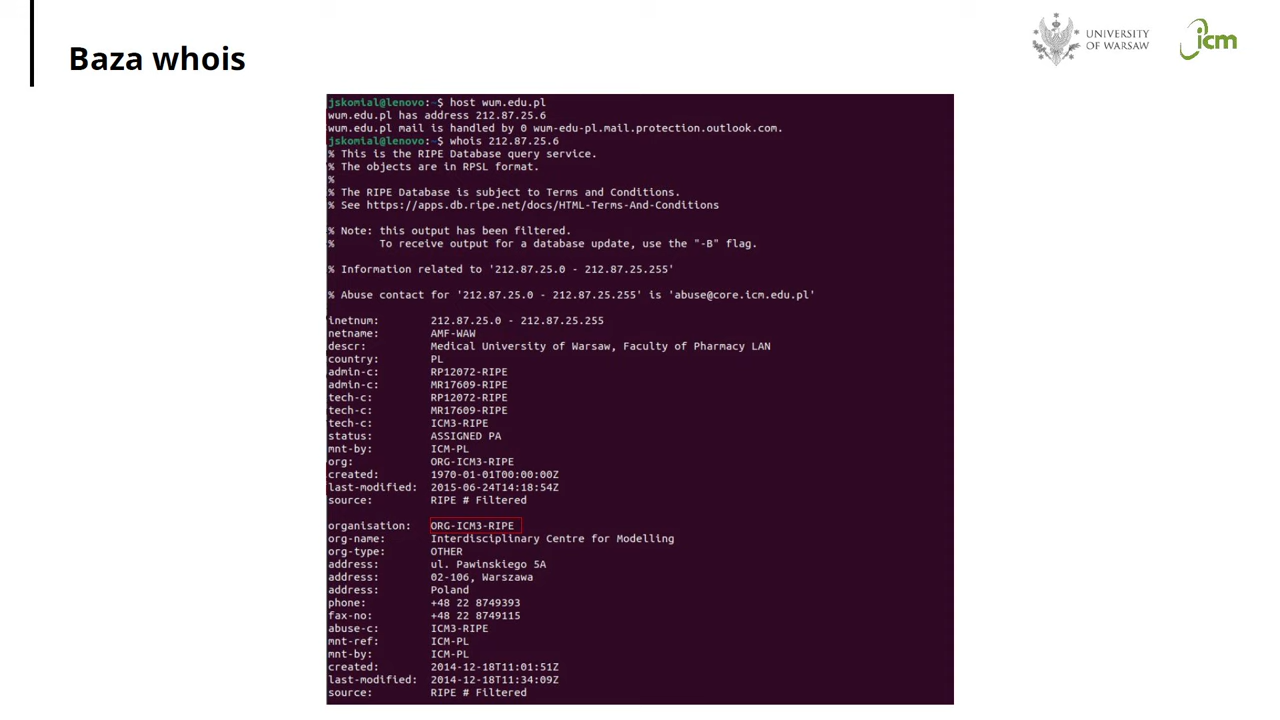 Baza whois
UNIVERSITY
OF WARSAW
icm
jskomial@lenovo:~$ host wum.edu.pl
wum.edu.pl has address 212.87.25.6
wum.edu.pl mail is handled by 0 wum-edu-pl.mail.protection.outlook.com.
jskomial@lenovo:~$ whois 212.87.25.6
% This is the RIPE Database query service.
% The objects are in RPSL format.
%
% The RIPE Database is subject to Terms and Conditions.
% See https://apps.db.ripe.net/docs/HTML-Terms-And-Conditions
% Note: this output has been filtered.
%       To receive output for a database update, use the "-B" flag.
% Information related to '212.87.25.0 - 212.87.25.255'
% Abuse contact for '212.87.25.0 - 212.87.25.255' is 'abuse@core.icm.edu.pl'
inetnum:        212.87.25.0 - 212.87.25.255
netname:        AMF-WAW
descr:          Medical University of Warsaw, Faculty of Pharmacy LAN
country:        PL
admin-c:        RP12072-RIPE
admin-c:        MR17609-RIPE
tech-c:         RP12072-RIPE
tech-c:         MR17609-RIPE
tech-c:         ICM3-RIPE
status:         ASSIGNED PA
mnt-by:         ICM-PL
org:            ORG-ICM3-RIPE
created:        1970-01-01T00:00:00Z
last-modified:  2015-06-24T14:18:54Z
source:         RIPE # Filtered
organisation:   ORG-ICM3-RIPE
org-name:       Interdisciplinary Centre for Modelling
org-type:       OTHER
address:        ul. Pawinskiego 5A
address:        02-106, Warszawa
address:        Poland
phone:          +48 22 8749393
fax-no:         +48 22 8749115
abuse-c:        ICM3-RIPE
mnt-ref:        ICM-PL
mnt-by:         ICM-PL
created:        2014-12-18T11:01:51Z
last-modified:  2014-12-18T11:34:09Z
source:         RIPE # Filtered